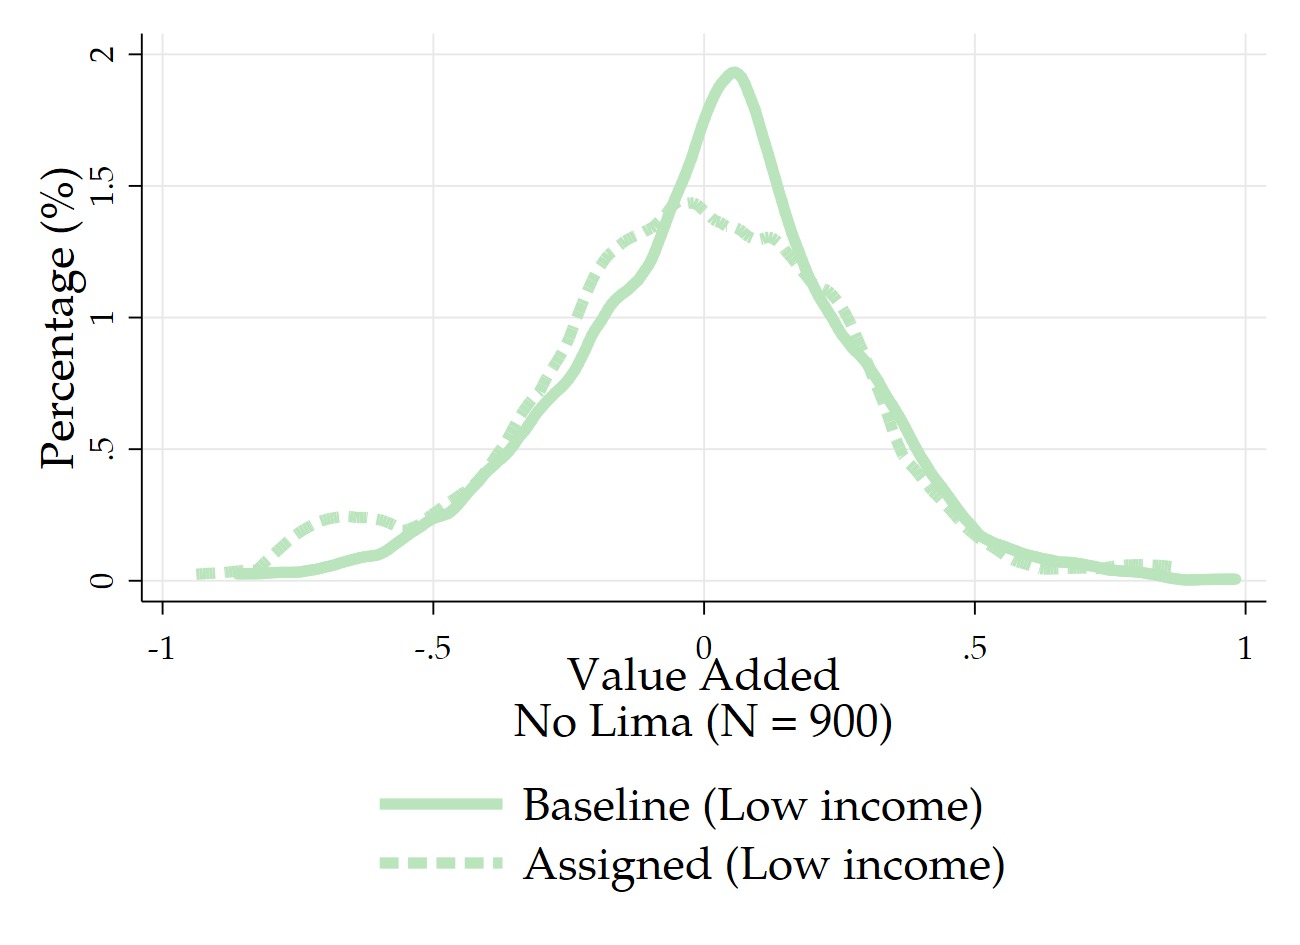 Percentage (%)
2
1.5
1
.5
0
-1 -.5 0 .5 1
Value Added
No Lima (N = 900)
Baseline (Low income)
Assigned (Low income)